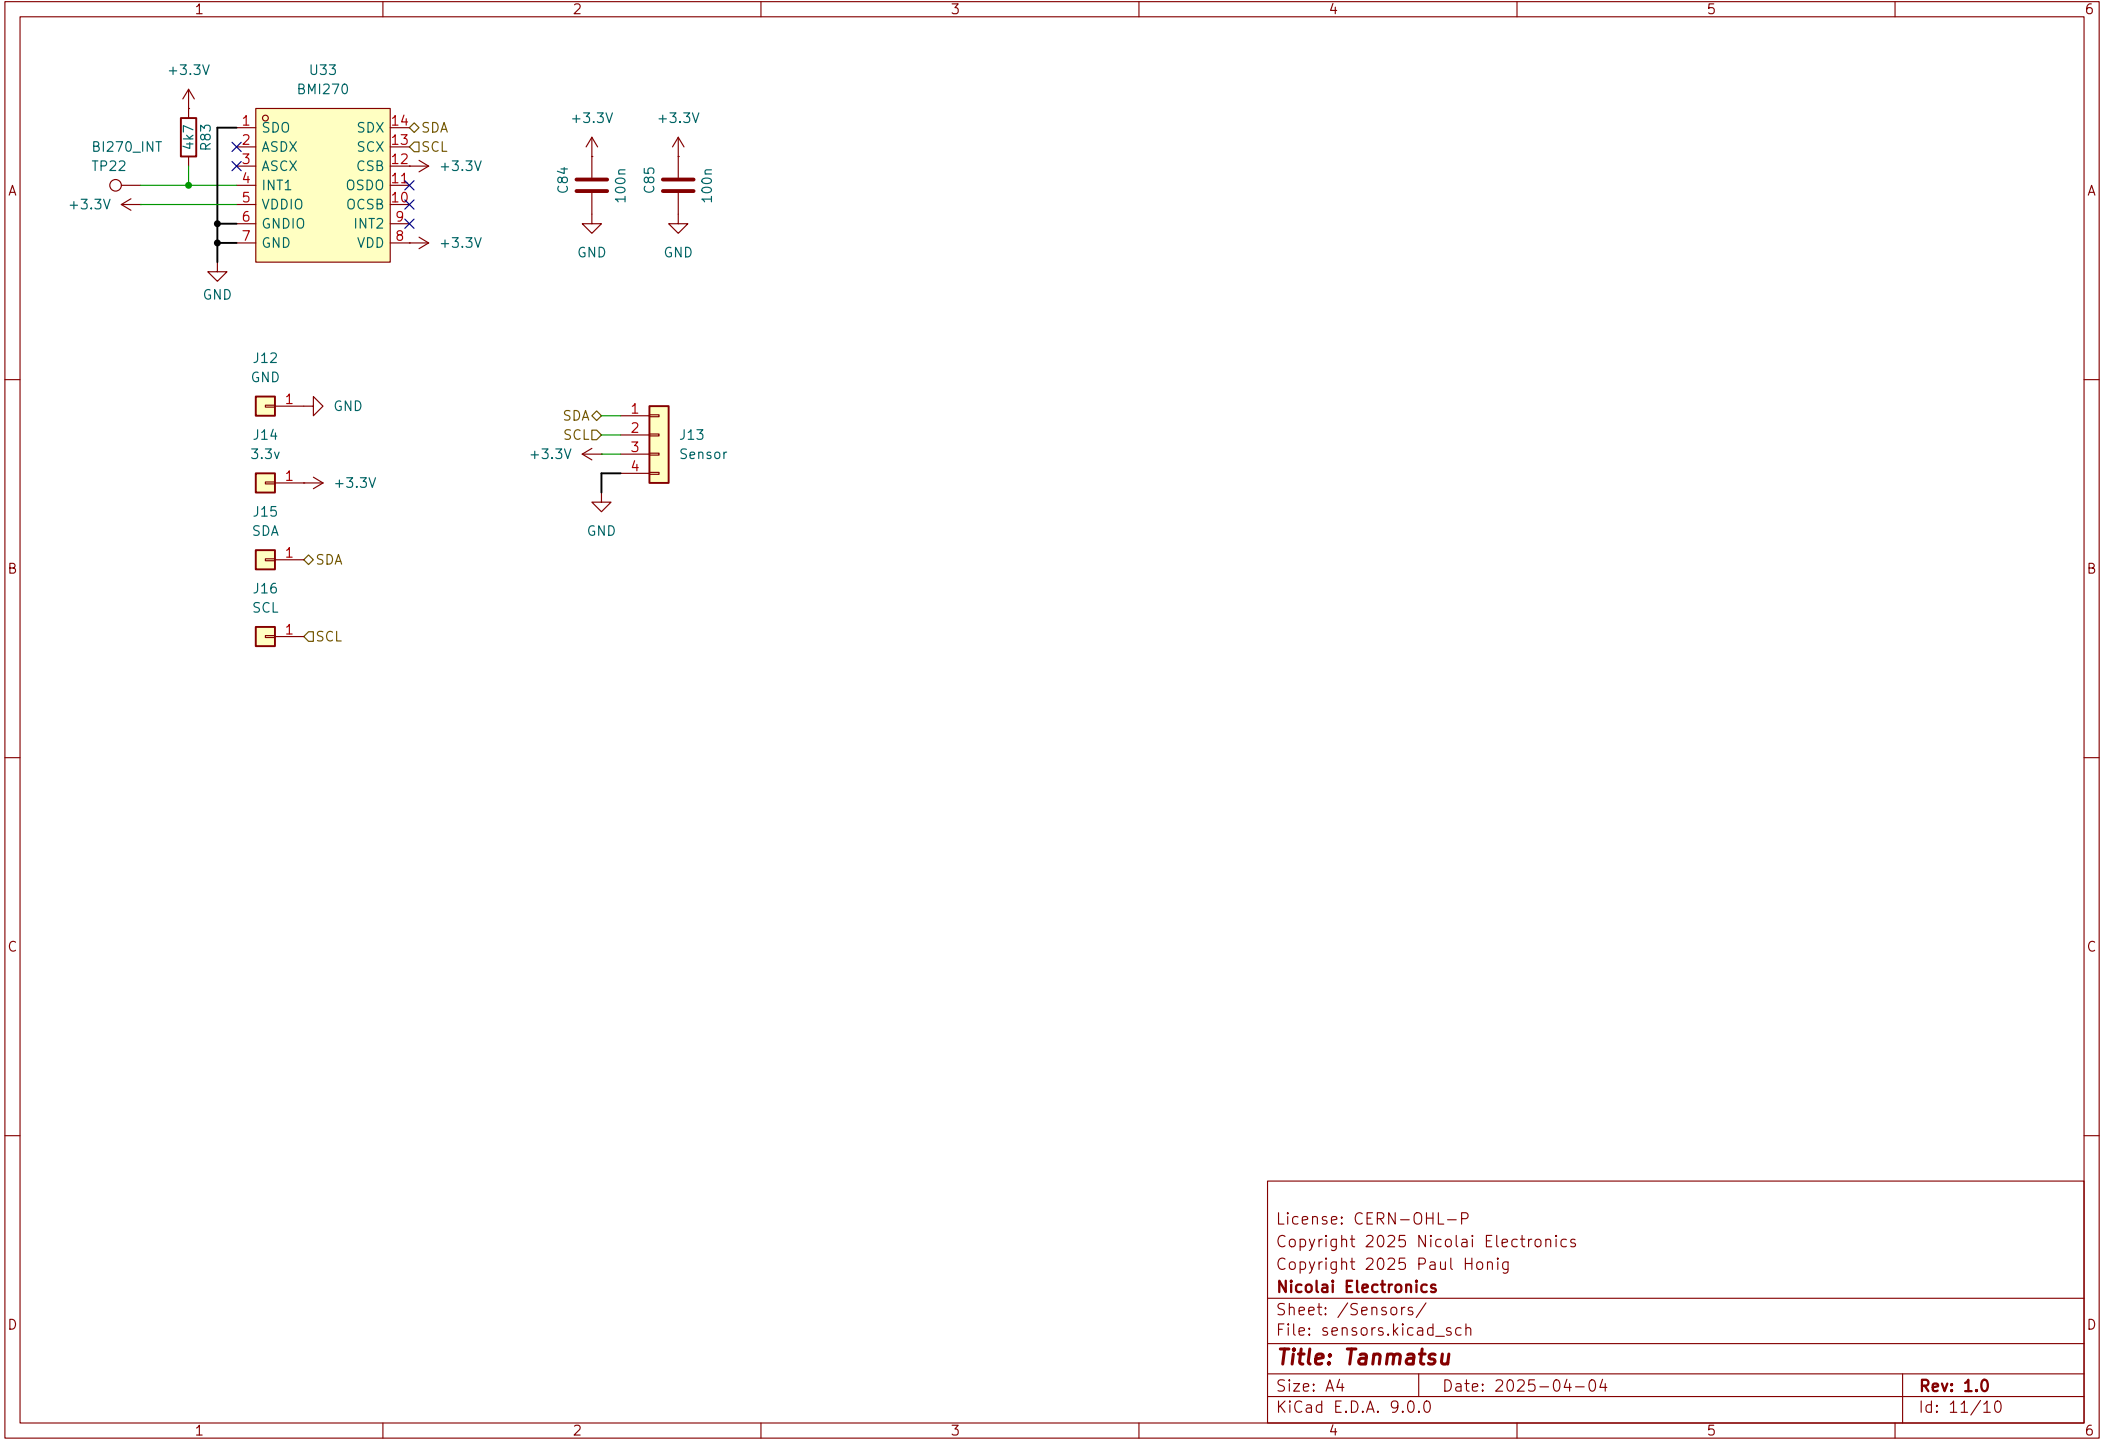 1 2 3 4 5 6
A
B
C
D
+3.3V
4k7
R83
BI270_INT
TP22
+3.3V
U33
BMI270
1 SDO
2 ASDX
3 ASCX
4 INT1
5 VDDIO
6 GNDIO
7 GND
SDX 14 SDA
SCX 13 SCL
CSB 12 +3.3V
OSDO 11
OCSB 10
INT2 9
VDD 8 +3.3V
GND
+3.3V
C84
100n
GND
+3.3V
C85
100n
GND
J12
GND
1 GND
J14
3.3v
1 +3.3V
J15
SDA
1 SDA
J16
SCL
1 SCL
SDA 1
SCL 2
+3.3V 3
4
J13
Sensor
GND
A
B
C
D
License: CERN-OHL-P
Copyright 2025 Nicolai Electronics
Copyright 2025 Paul Honig
Nicolai Electronics
Sheet: /Sensors/
File: sensors.kicad_sch
Title: Tanmatsu
Size: A4 Date: 2025-04-04 Rev: 1.0
KiCad E.D.A. 9.0.0 Id: 11/10
1 2 3 4 5 6